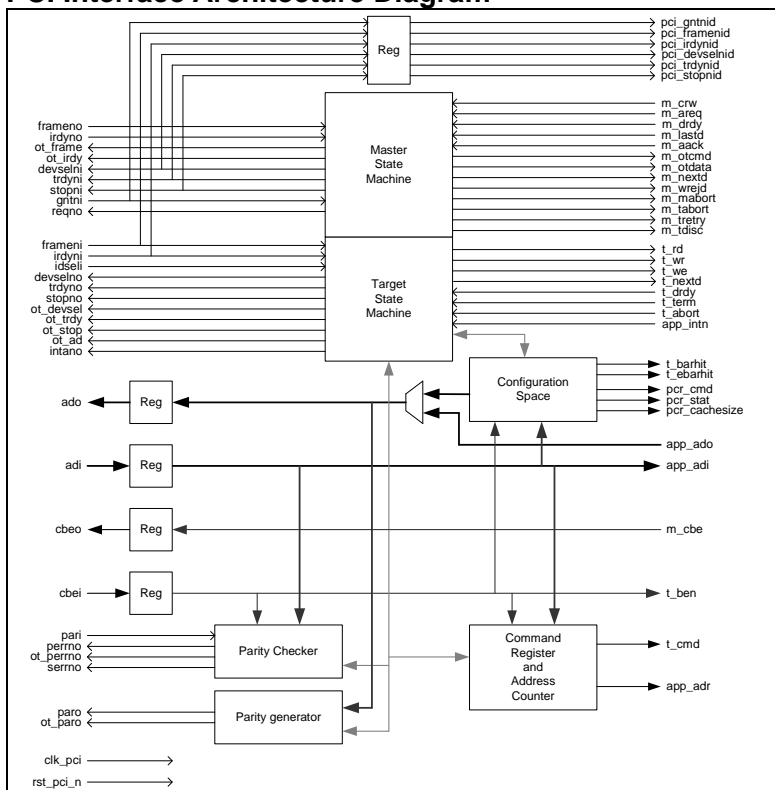 PCI Interface Architecture Diagram
Reg
pci_gntnid
pci_framenid
pci_irdynid
pci_devselnid
pci_trdynid
pci_stopnid
frameno
irdyno
ot_frame
ot_irdy
devselni
trdyni
stopni
gntni
reqno
Master
State
Machine
m_crw
m_areq
m_drdy
m_lastd
m_aack
m_otcmd
m_otdata
m_nextd
m_wrejd
m_mabort
m_tabort
m_tretry
m_tdisc
frameni
irdyni
idseli
devselno
trdyno
stopno
ot_devsel
ot_trdy
ot_stop
ot_ad
intano
Target
State
Machine
t_rd
t_wr
t_we
t_nextd
t_drdy
t_term
t_abort
app_intn
Configuration
Space
t_barhit
t_ebarhit
pcr_cmd
pcr_stat
pcr_cachesize
ado
Reg
app_ado
adi
Reg
app_adi
cbeo
Reg
m_cbe
cbei
Reg
t_ben
pari
perrno
ot_perrno
serrno
Parity Checker
Command
Register
and
Address
Counter
t_cmd
app_adr
paro
ot_paro
Parity generator
clk_pci
rst_pci_n